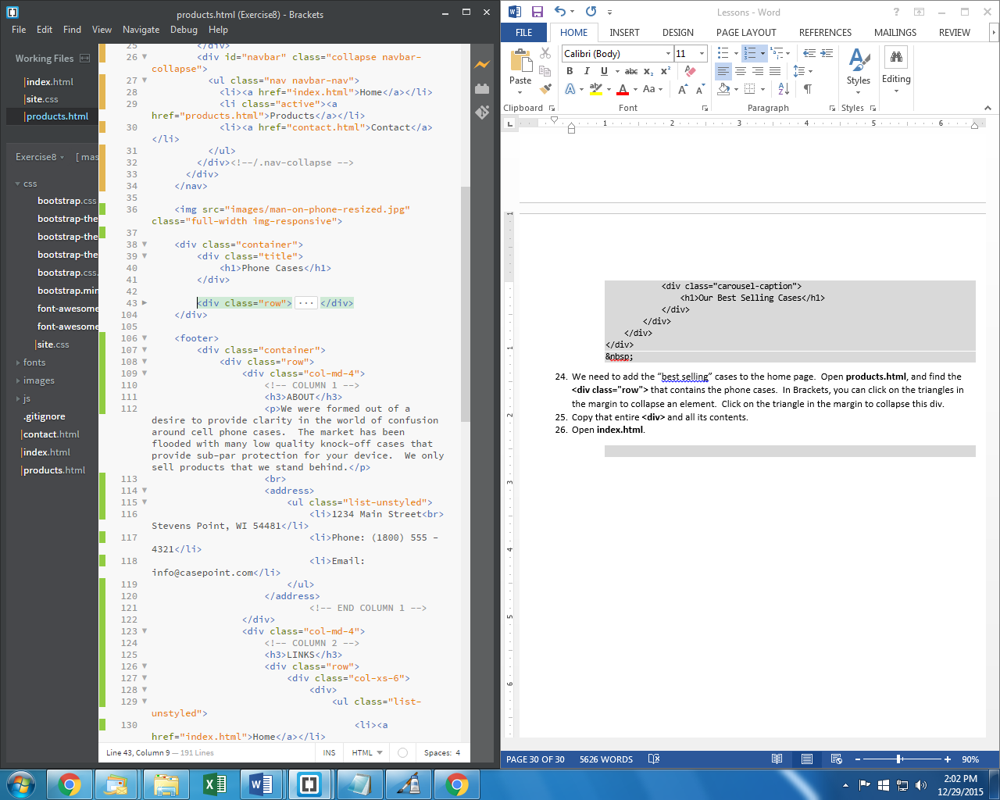 products.html (Exercise8) - Brackets
File Edit Find View Navigate Debug Help
Working Files
index.html
site.css
products.html
Exercise8 [ mas
css
bootstrap.css
bootstrap-the
bootstrap-the
bootstrap-the
bootstrap.css.
bootstrap.min
font-awesome
font-awesome
site.css
fonts
images
js
.gitignore
contact.html
index.html
products.html
25 </div>
26 <div id="navbar" class="collapse navbar-
collapse">
27 <ul class="nav navbar-nav">
28 <li><a href="index.html">Home</a></li>
29 <li class="active"><a
href="products.html">Products</a></li>
30 <li><a href="contact.html">Contact</a>
</li>
31 </ul>
32 </div><!--/.nav-collapse -->
33 </div>
34 </nav>
35
36 <img src="images/man-on-phone-resized.jpg"
class="full-width img-responsive">
37
38 <div class="container">
39 <div class="title">
40 <h1>Phone Cases</h1>
41 </div>
42
43 <div class="row"> ... </div>
104 </div>
105
106 <footer>
107 <div class="container">
108 <div class="row">
109 <div class="col-md-4">
110 <!-- COLUMN 1 -->
111 <h3>ABOUT</h3>
112 <p>We were formed out of a
desire to provide clarity in the world of confusion
around cell phone cases.  The market has been
flooded with many low quality knock-off cases that
provide sub-par protection for your device.  We only
sell products that we stand behind.</p>
113 <br>
114 <address>
115 <ul class="list-unstyled">
116 <li>1234 Main Street<br>
Stevens Point, WI 54481</li>
117 <li>Phone: (1800) 555 -
4321</li>
118 <li>Email:
info@casepoint.com</li>
119 </ul>
120 </address>
121 <!-- END COLUMN 1 -->
122 </div>
123 <div class="col-md-4">
124 <!-- COLUMN 2 -->
125 <h3>LINKS</h3>
126 <div class="row">
127 <div class="col-xs-6">
128 <div>
129 <ul class="list-
unstyled">
130 <li><a
href="index.html">Home</a></li>
Line 43, Column 9 — 191 Lines INS HTML Spaces: 4
Lessons - Word
FILE HOME INSERT DESIGN PAGE LAYOUT REFERENCES MAILINGS REVIEW
Calibri (Body) 11
Paste Styles Editing
Clipboard Font Paragraph Styles
1 2 3 4 5 6
<div class="carousel-caption">
<h1>Our Best Selling Cases</h1>
</div>
</div>
</div>
</div>
&nbsp;
24. We need to add the “best selling” cases to the home page.  Open products.html, and find the
<div class="row"> that contains the phone cases.  In Brackets, you can click on the triangles in
the margin to collapse an element.  Click on the triangle in the margin to collapse this div.
25. Copy that entire <div> and all its contents.
26. Open index.html.
PAGE 30 OF 30 5626 WORDS 90%
2:02 PM
12/29/2015